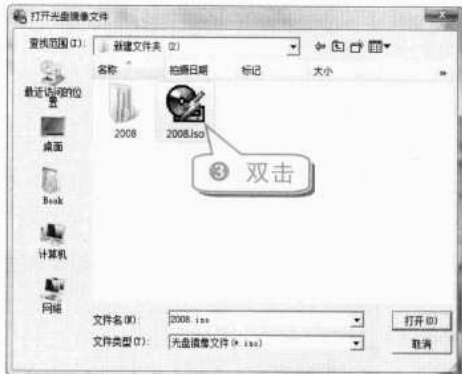 打开光盘镜像文件
查找范围(I):
新建文件夹 (2)
名称
拍摄日期
标记
大小
»
最近访问的位置
桌面
Book
计算机
网络
2008
2008.iso
❸ 双击
文件名(N):
2008.iso
打开(O)
文件类型(T):
光盘镜像文件(*.iso)
取消